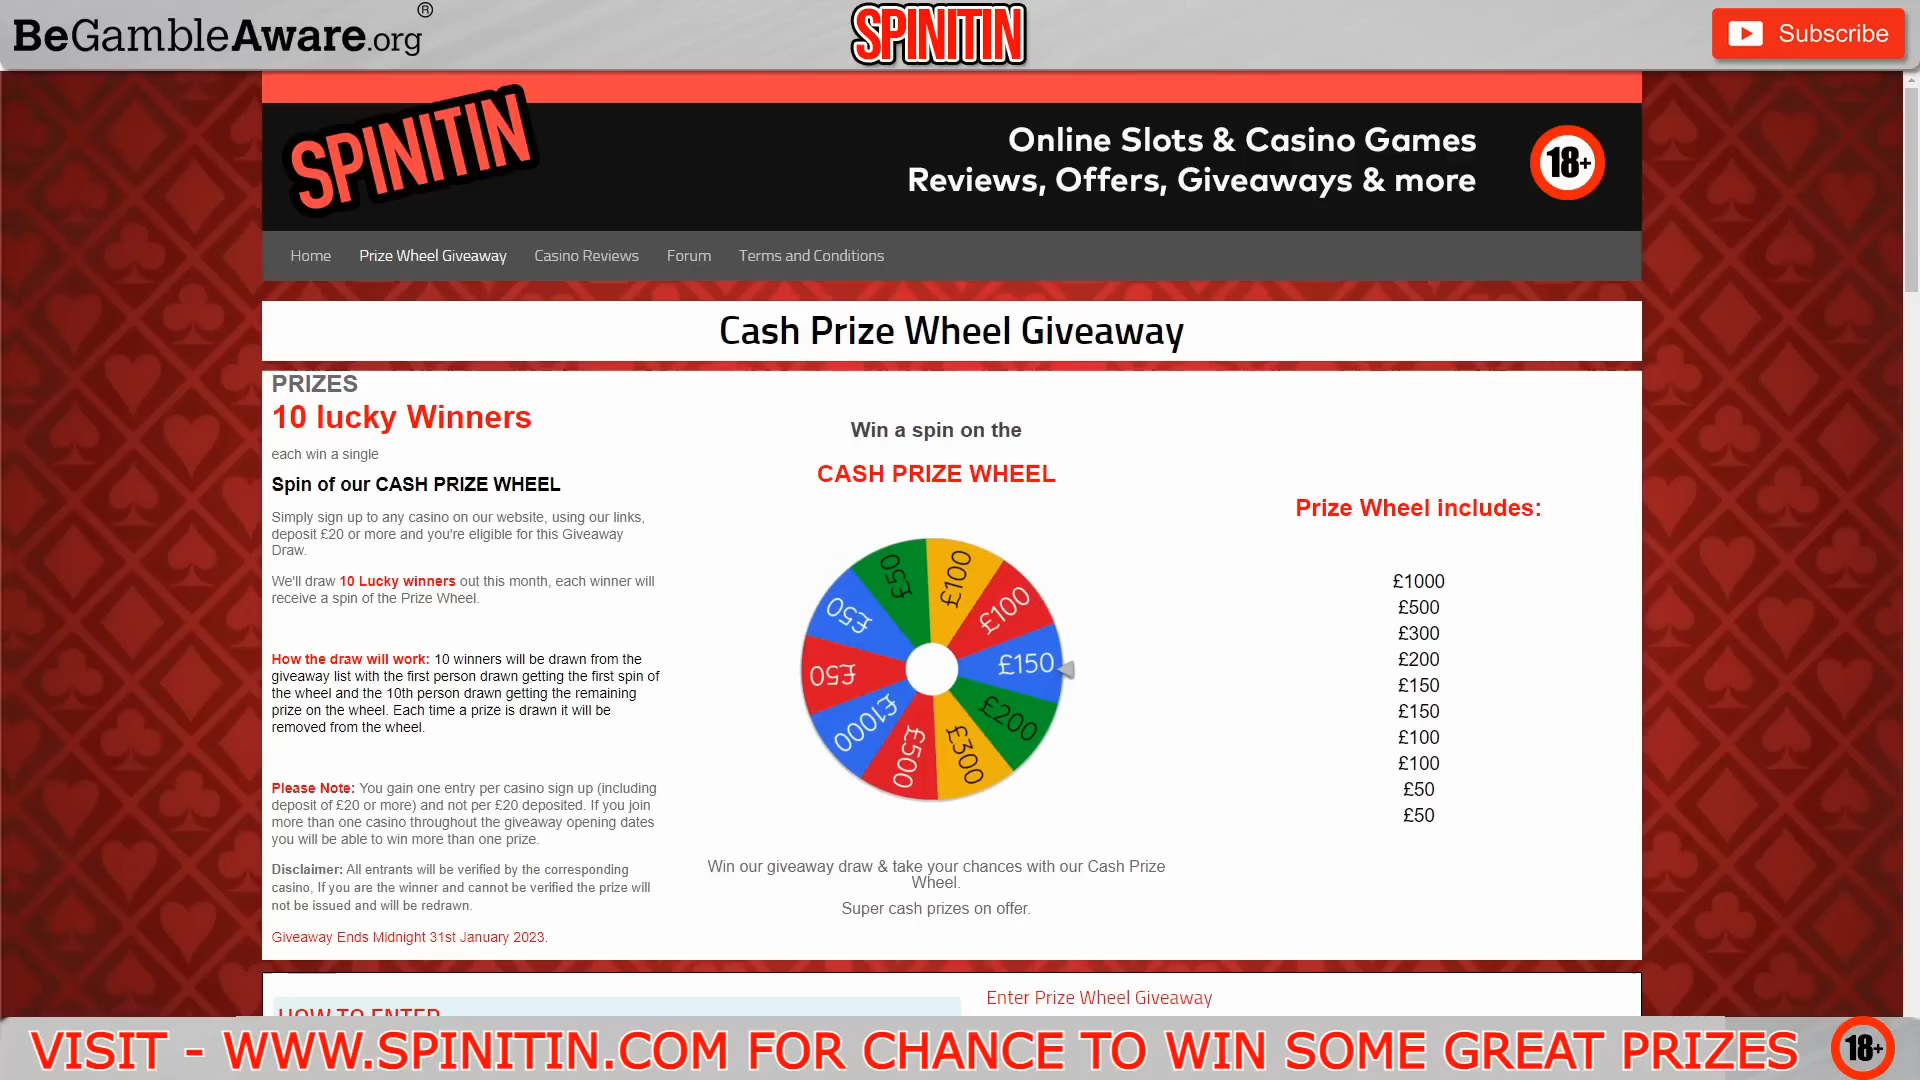 BeGambleAware.org®
SPINITIN
Subscribe
SPINITIN
Online Slots & Casino Games
Reviews, Offers, Giveaways & more
18+
Home
Prize Wheel Giveaway
Casino Reviews
Forum
Terms and Conditions
Cash Prize Wheel Giveaway
PRIZES
10 lucky Winners
each win a single
Spin of our CASH PRIZE WHEEL
Simply sign up to any casino on our website, using our links,
deposit £20 or more and you're eligible for this Giveaway
Draw.
We'll draw 10 Lucky winners out this month, each winner will
receive a spin of the Prize Wheel.
How the draw will work: 10 winners will be drawn from the
giveaway list with the first person drawn getting the first spin of
the wheel and the 10th person drawn getting the remaining
prize on the wheel. Each time a prize is drawn it will be
removed from the wheel.
Please Note: You gain one entry per casino sign up (including
deposit of £20 or more) and not per £20 deposited. If you join
more than one casino throughout the giveaway opening dates
you will be able to win more than one prize.
Disclaimer: All entrants will be verified by the corresponding
casino, If you are the winner and cannot be verified the prize will
not be issued and will be redrawn.
Giveaway Ends Midnight 31st January 2023.
Win a spin on the
CASH PRIZE WHEEL
£50
£100
£100
£150
£200
£300
£500
£1000
£50
£50
Win our giveaway draw & take your chances with our Cash Prize
Wheel.
Super cash prizes on offer.
Prize Wheel includes:
£1000
£500
£300
£200
£150
£150
£100
£100
£50
£50
HOW TO ENTER
Enter Prize Wheel Giveaway
VISIT - WWW.SPINITIN.COM FOR CHANCE TO WIN SOME GREAT PRIZES
18+